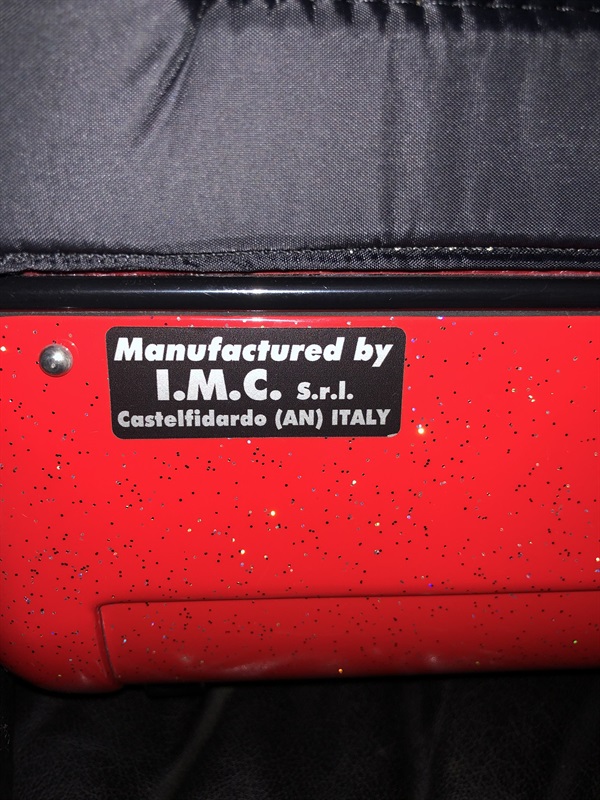 Manufactured by
I.M.C. S.r.l.
Castelfidardo (AN) ITALY